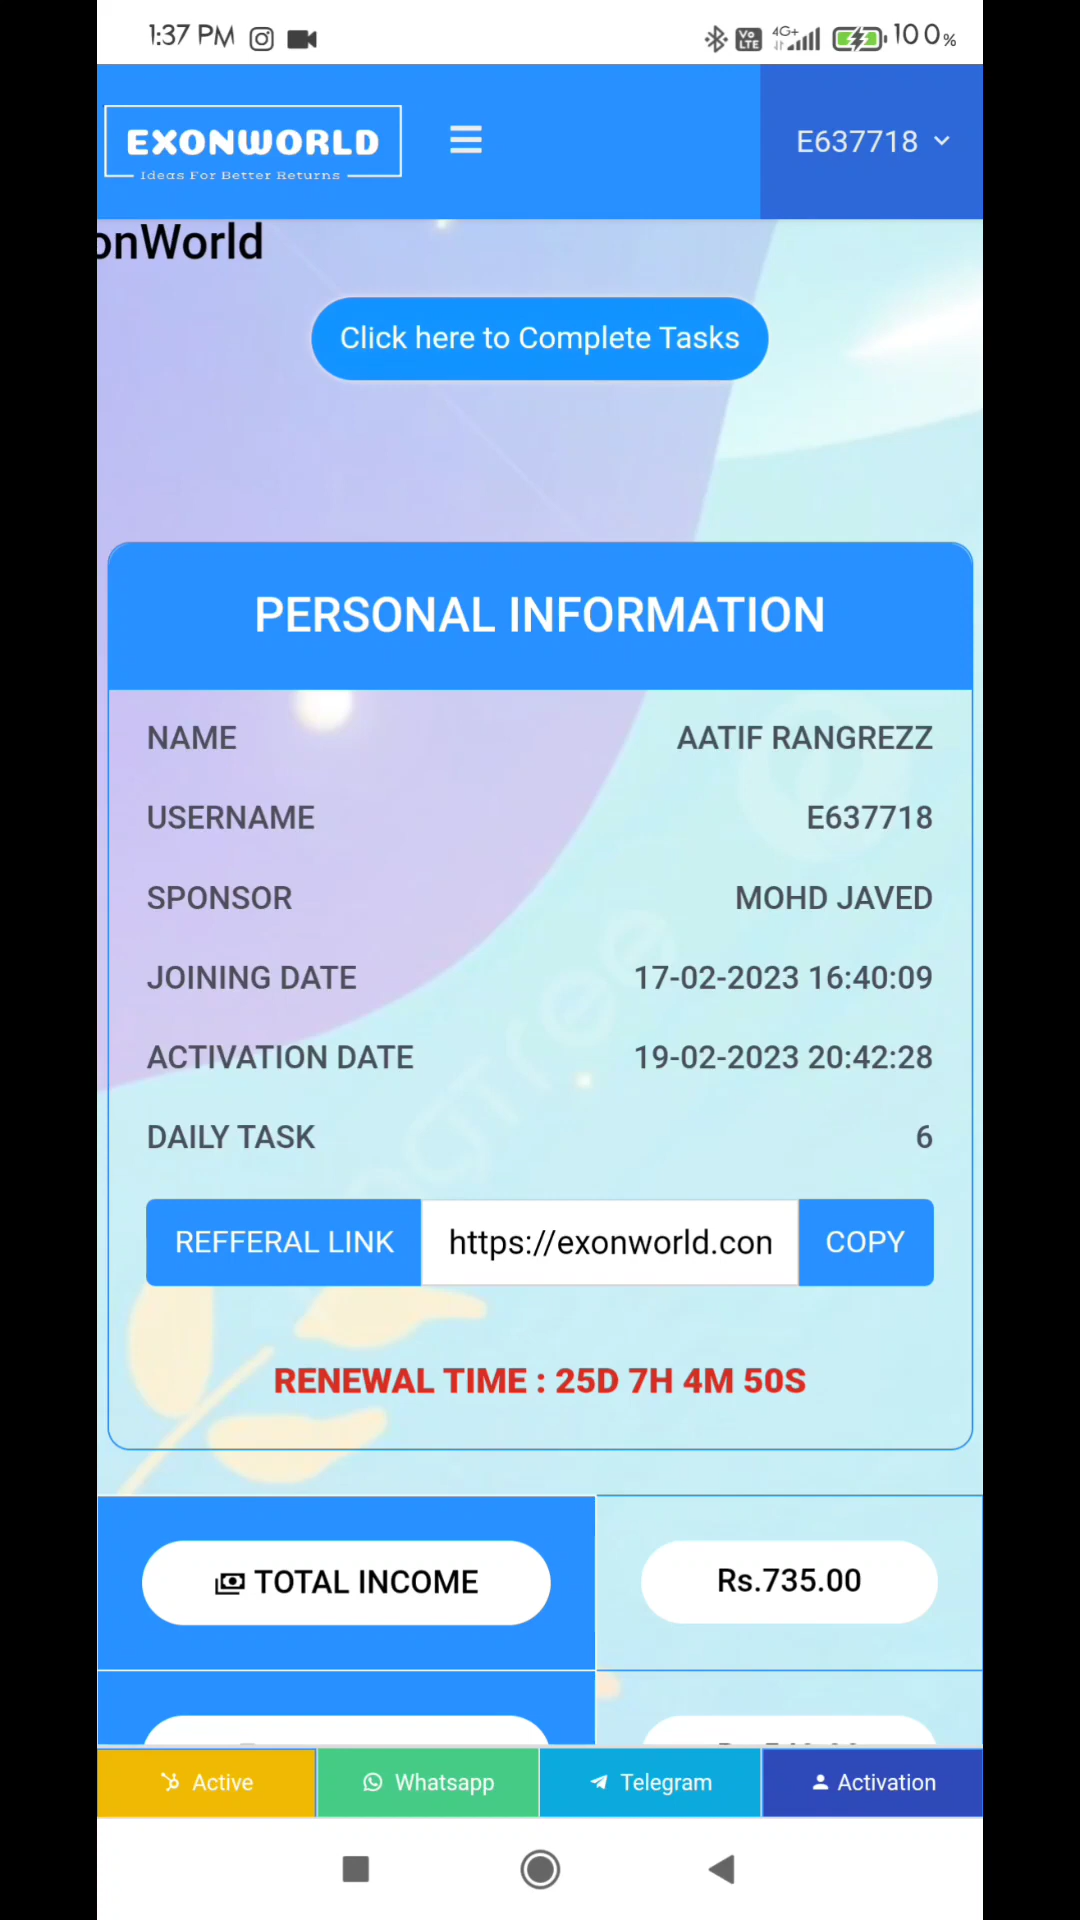 1:37 PM
Vo LTE 4G+ 100%
EXONWORLD
Ideas For Better Returns
E637718
onWorld
Click here to Complete Tasks
PERSONAL INFORMATION
NAME AATIF RANGREZZ
USERNAME E637718
SPONSOR MOHD JAVED
JOINING DATE 17-02-2023 16:40:09
ACTIVATION DATE 19-02-2023 20:42:28
DAILY TASK 6
REFFERAL LINK https://exonworld.con COPY
RENEWAL TIME : 25D 7H 4M 50S
TOTAL INCOME Rs.735.00
Active Whatsapp Telegram Activation